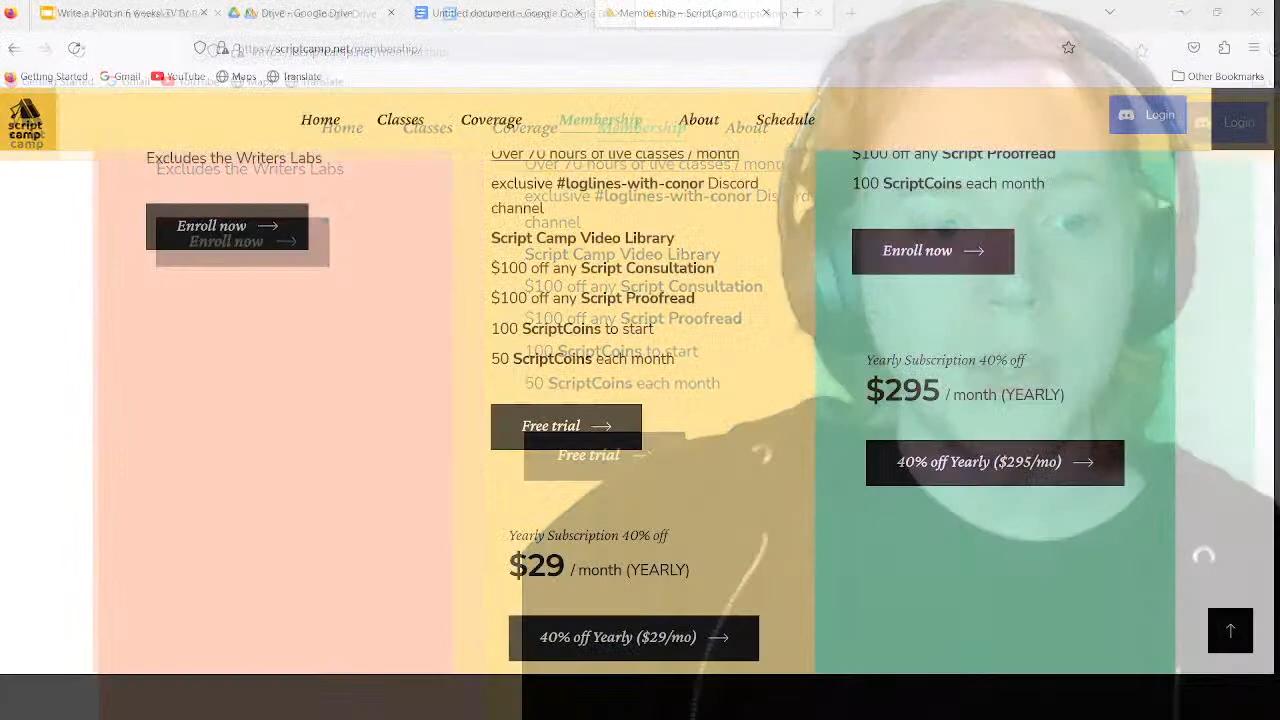 Write a Pilot in 6 weeks EV TV
My Drive - Google Drive
Untitled document - Google
Membership - ScriptCamp
https://scriptcamp.net/membership/
Getting Started
Gmail
YouTube
Maps
Translate
Other Bookmarks
script
camp
Home
Classes
Coverage
Membership
About
Schedule
Login
Excludes the Writers Labs
Enroll now
Over 70 hours of live classes / month
exclusive #loglines-with-conor Discord
channel
Script Camp Video Library
$100 off any Script Consultation
$100 off any Script Proofread
100 ScriptCoins to start
50 ScriptCoins each month
Free trial
Yearly Subscription 40% off
$29 / month (YEARLY)
40% off Yearly ($29/mo)
$100 off any Script Proofread
100 ScriptCoins each month
Enroll now
Yearly Subscription 40% off
$295 / month (YEARLY)
40% off Yearly ($295/mo)